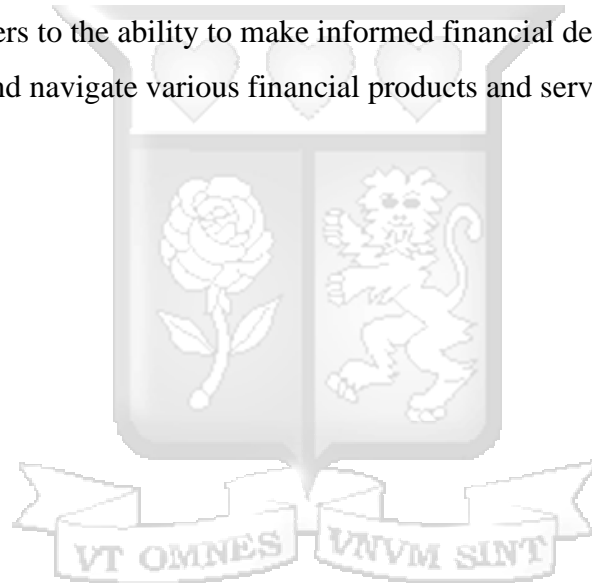 ers to the ability to make informed financial de
nd navigate various financial products and serv
VT OMNES VNVM SINT